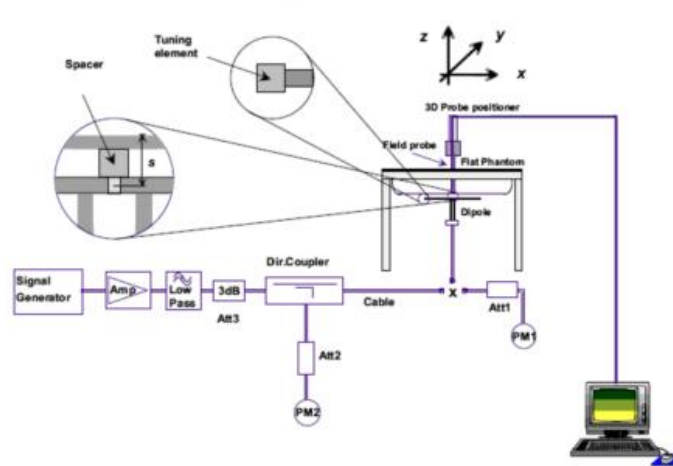 Tuning
element
z
y
x
Spacer
3D Probe positioner
Field probe
Flat Phantom
s
Dipole
Dir.Coupler
Signal
Generator
Amp
Low
Pass
3dB
Att3
Cable
x
Att1
PM1
Att2
PM2